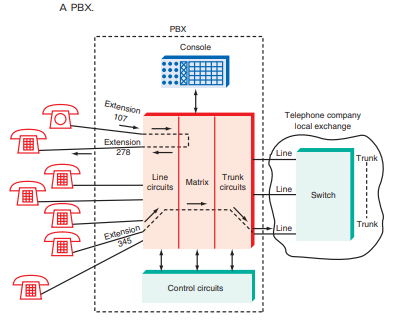 A PBX.
PBX
Console
Extension
107
Extension
278
Telephone company
local exchange
Line
Trunk
Line
circuits
Matrix
Trunk
circuits
Line
Switch
Line
Trunk
Extension
345
Control circuits